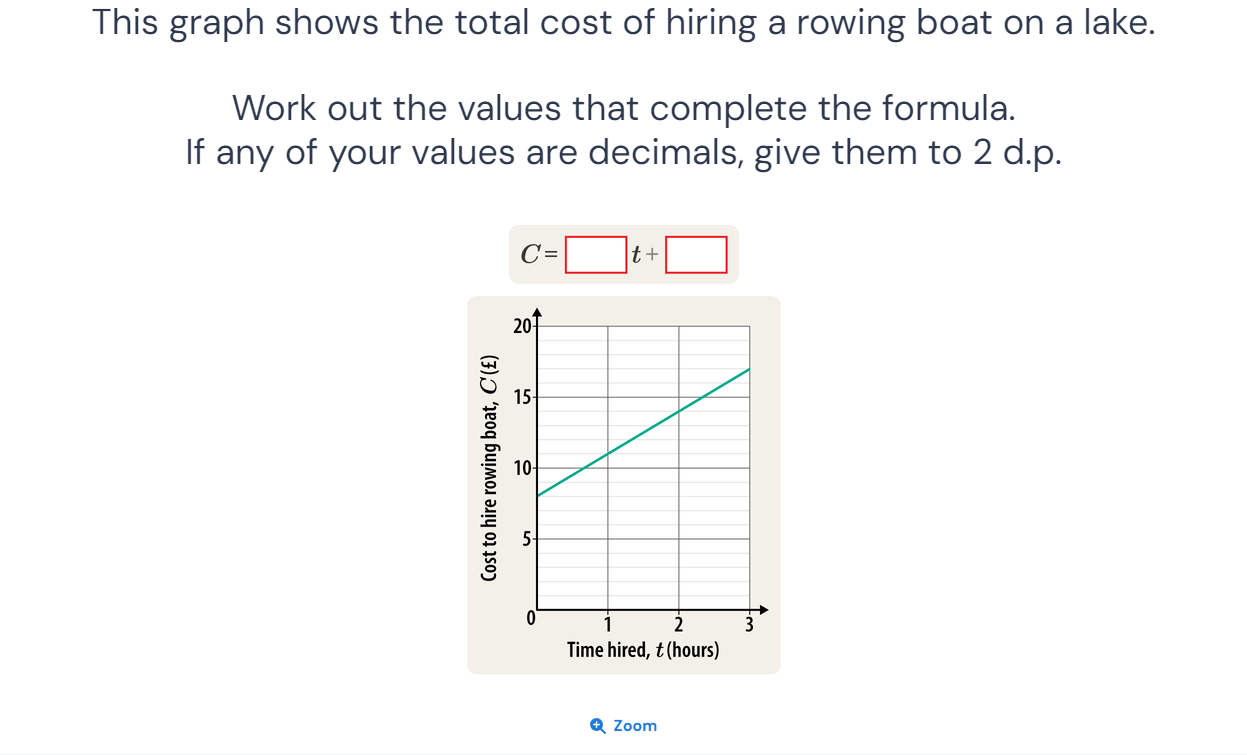 This graph shows the total cost of hiring a rowing boat on a lake.
Work out the values that complete the formula.
If any of your values are decimals, give them to 2 d.p.
C = t +
Cost to hire rowing boat, C (£)
20
15
10
5
0
1 2 3
Time hired, t (hours)
Zoom